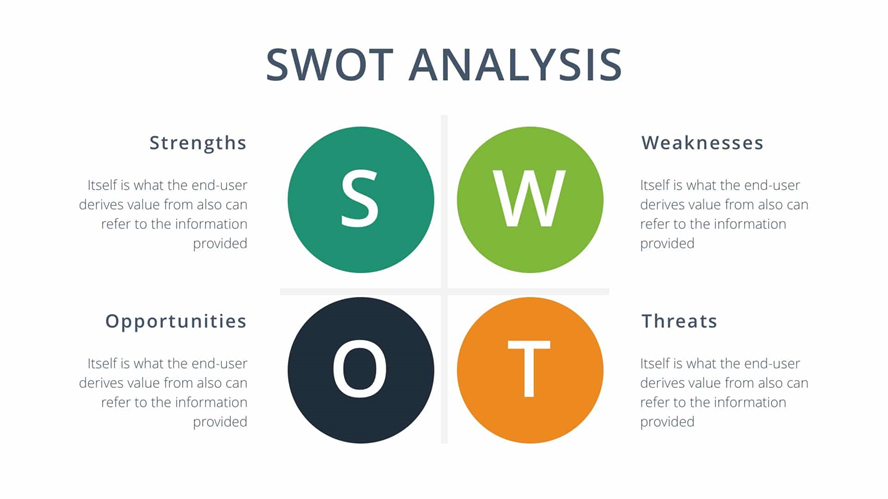 SWOT ANALYSIS
Strengths
Itself is what the end-user
derives value from also can
refer to the information
provided
S
W
Weaknesses
Itself is what the end-user
derives value from also can
refer to the information
provided
Opportunities
Itself is what the end-user
derives value from also can
refer to the information
provided
O
T
Threats
Itself is what the end-user
derives value from also can
refer to the information
provided